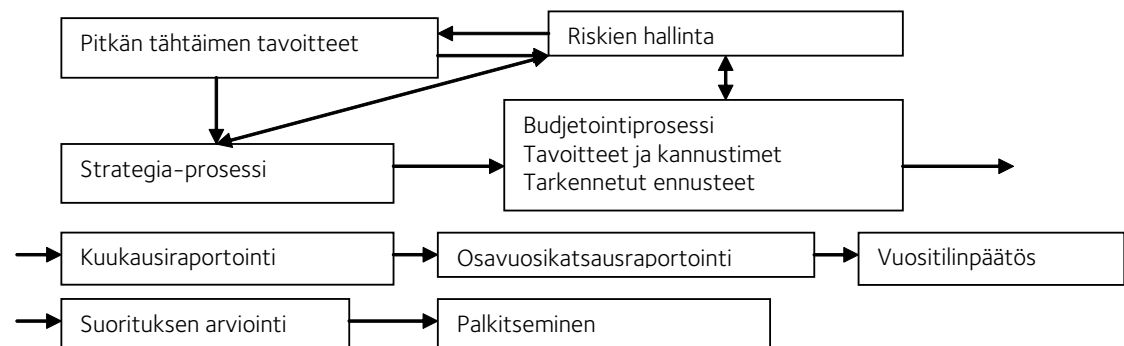 Pitkän tähtäimen tavoitteet
Riskien hallinta
Strategia-prosessi
Budjetointiprosessi
Tavoitteet ja kannustimet
Tarkennetut ennusteet
Kuukausiraportointi
Osavuosikatsausraportointi
Vuositilinpäätös
Suorituksen arviointi
Palkitseminen